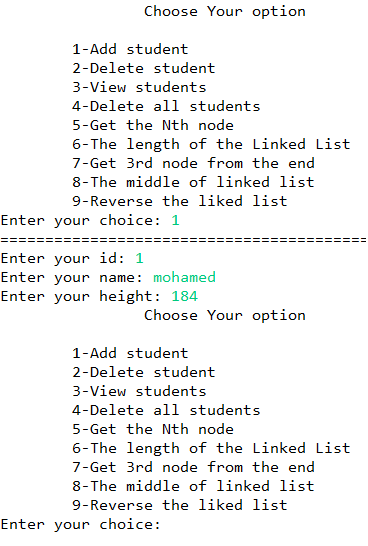 Choose Your option
1-Add student
2-Delete student
3-View students
4-Delete all students
5-Get the Nth node
6-The length of the Linked List
7-Get 3rd node from the end
8-The middle of linked list
9-Reverse the liked list
Enter your choice: 1
=========================================
Enter your id: 1
Enter your name: mohamed
Enter your height: 184
Choose Your option
1-Add student
2-Delete student
3-View students
4-Delete all students
5-Get the Nth node
6-The length of the Linked List
7-Get 3rd node from the end
8-The middle of linked list
9-Reverse the liked list
Enter your choice: